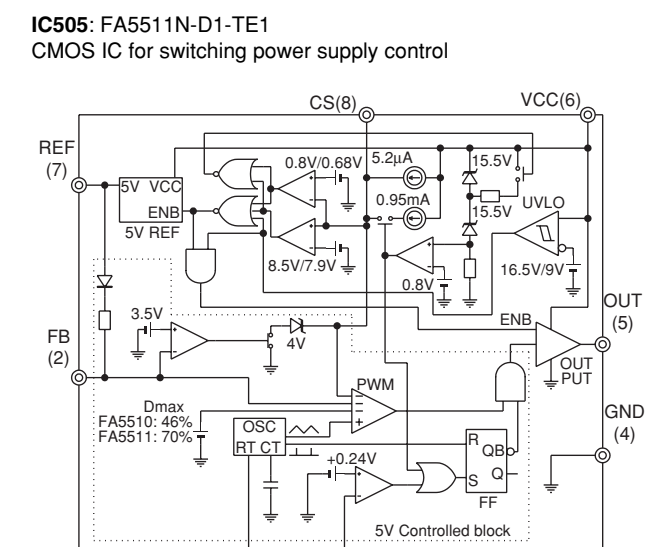 IC505: FA5511N-D1-TE1
CMOS IC for switching power supply control
CS(8)
VCC(6)
REF
(7)
5V VCC
ENB
5V REF
0.8V/0.68V
5.2µA
15.5V
0.95mA
15.5V
UVLO
8.5V/7.9V
0.8V
16.5V/9V
3.5V
4V
ENB
OUT
(5)
OUT
PUT
FB
(2)
PWM
Dmax
FA5510: 46%
FA5511: 70%
OSC
RT CT
GND
(4)
R
QB
Q
S
FF
+0.24V
5V Controlled block